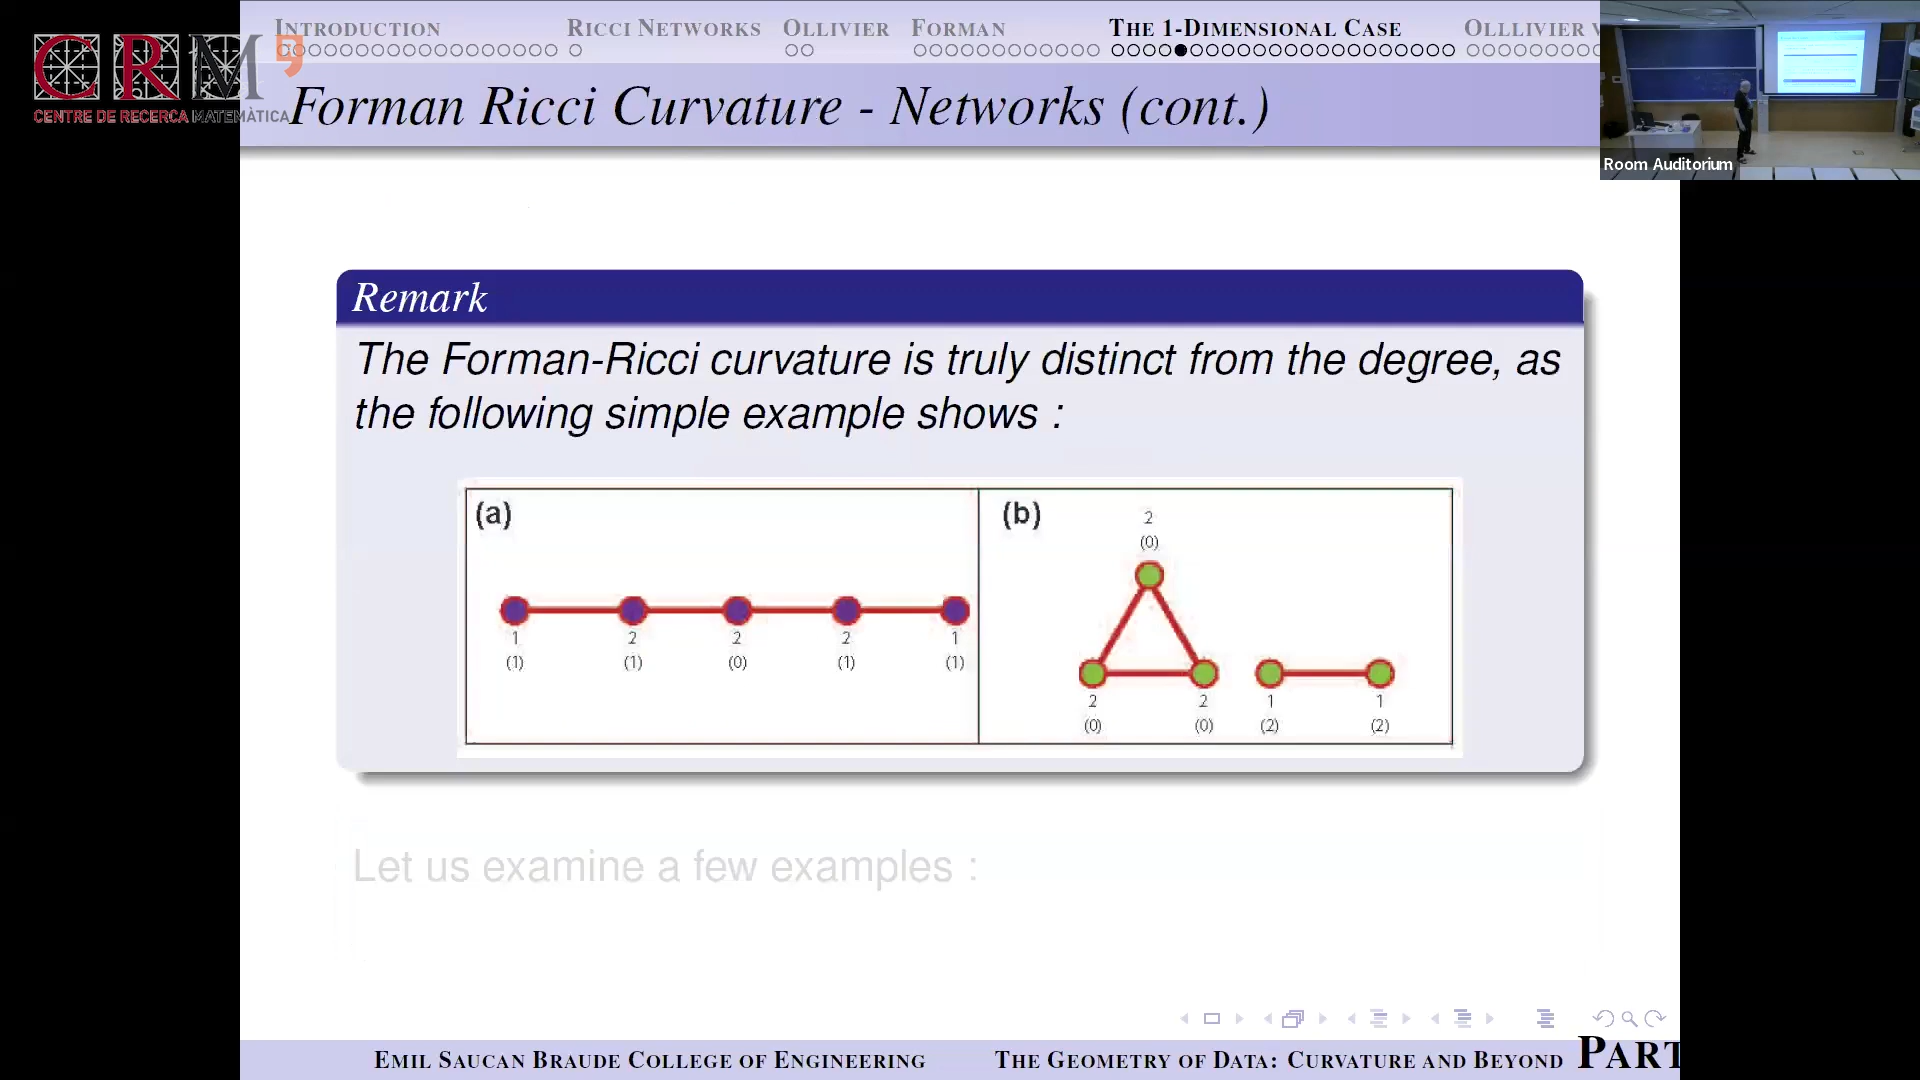 INTRODUCTION RICCI NETWORKS OLLIVIER FORMAN THE 1-DIMENSIONAL CASE OLLLIVIER V
CRM
CENTRE DE RECERCA MATEMÀTICA
Forman Ricci Curvature - Networks (cont.)
Room Auditorium
Remark
The Forman-Ricci curvature is truly distinct from the degree, as
the following simple example shows :
(a)
1 2 2 2 1
(1) (1) (0) (1) (1)
(b)
2
(0)
2 2 1 1
(0) (0) (2) (2)
Let us examine a few examples :
EMIL SAUCAN BRAUDE COLLEGE OF ENGINEERING THE GEOMETRY OF DATA: CURVATURE AND BEYOND PART